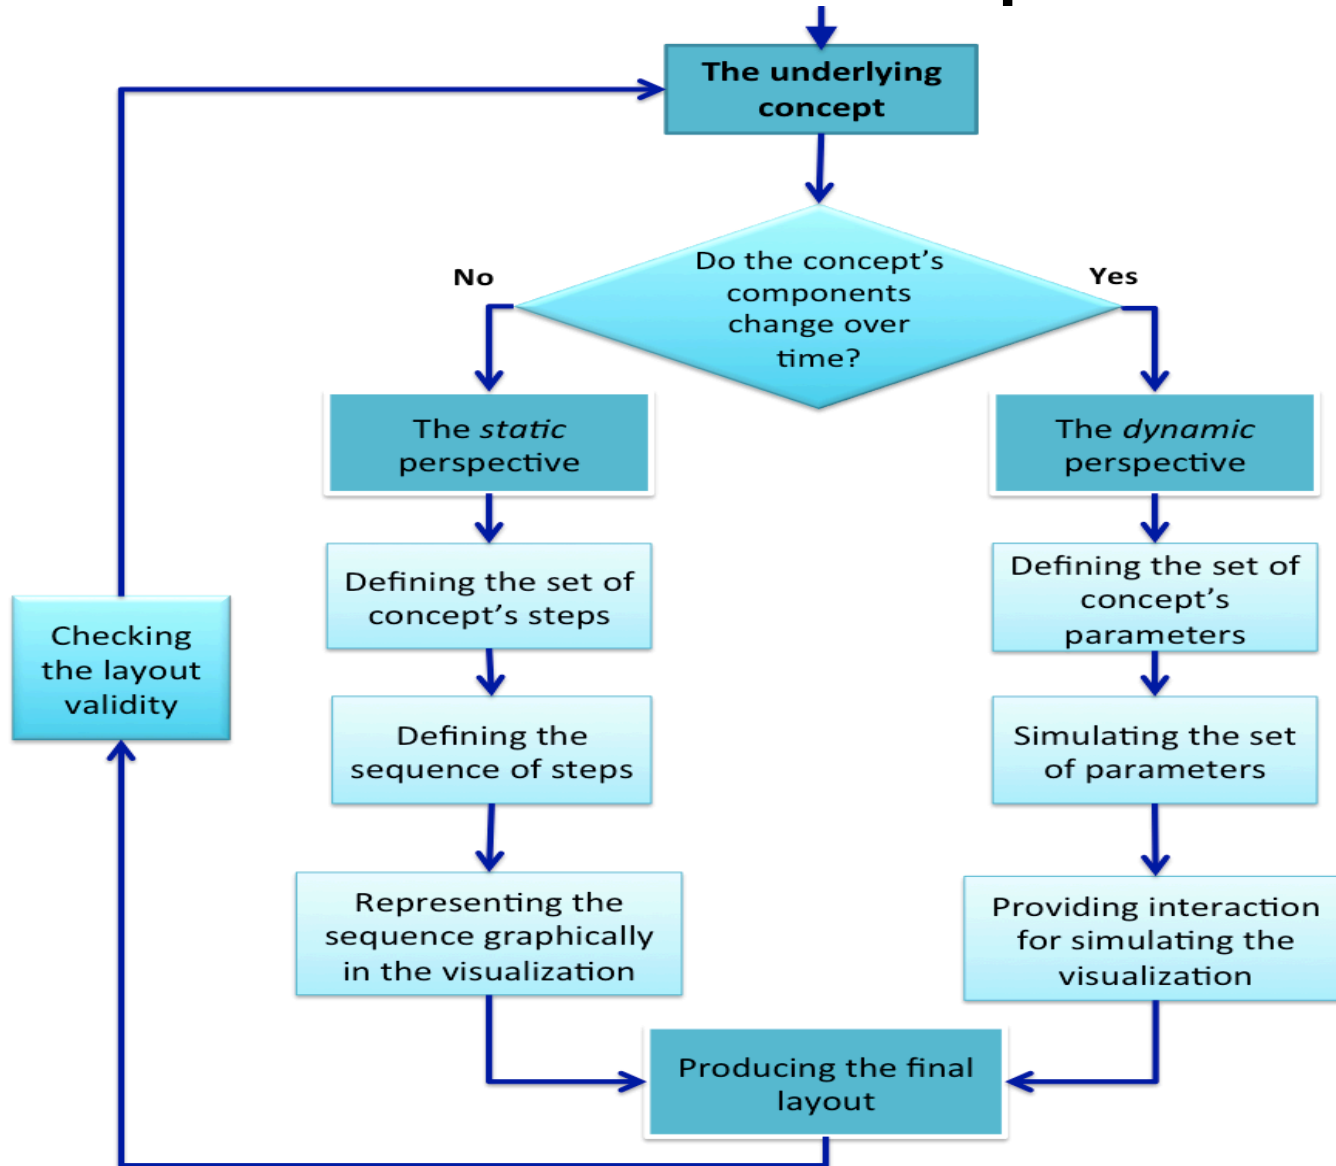 The underlying
concept
Do the concept's
components
change over
time?
No
Yes
The static
perspective
The dynamic
perspective
Defining the set of
concept's steps
Defining the set of
concept's
parameters
Checking
the layout
validity
Defining the
sequence of steps
Simulating the set
of parameters
Representing the
sequence graphically
in the visualization
Providing interaction
for simulating the
visualization
Producing the final
layout